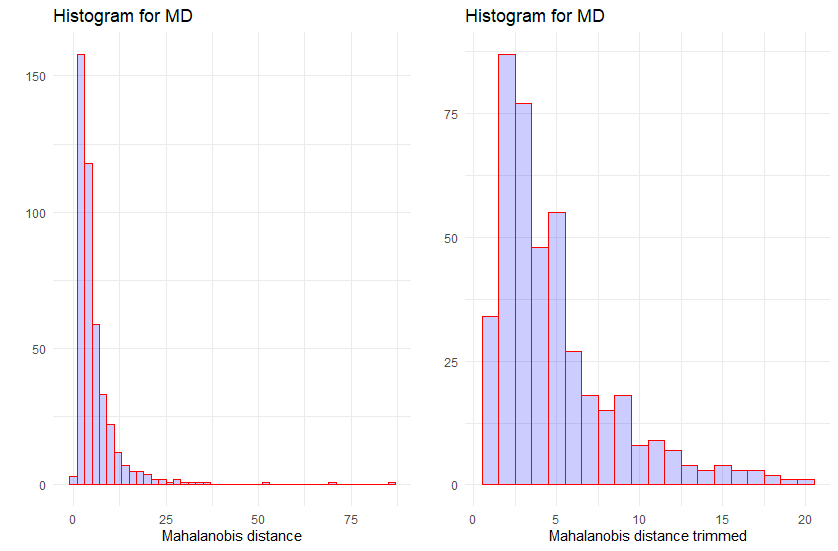 Histogram for MD
150
100
50
0
0 25 50 75
Mahalanobis distance
Histogram for MD
75
50
25
0
0 5 10 15 20
Mahalanobis distance trimmed